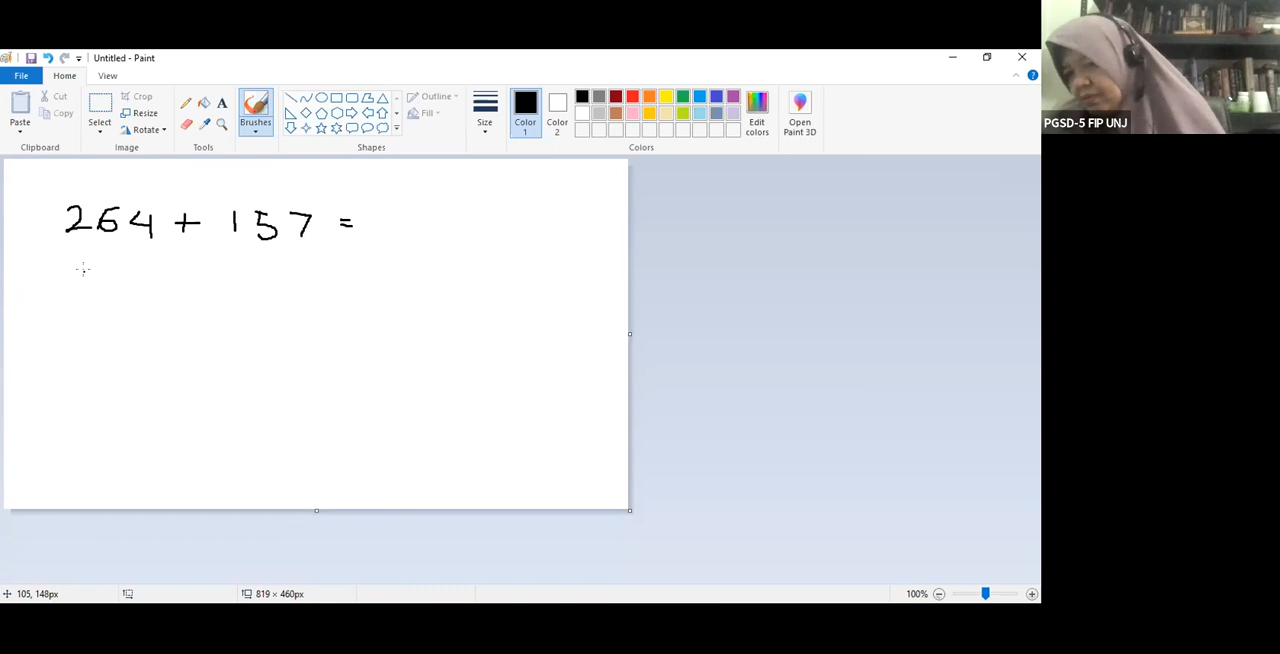 Untitled - Paint
File Home View
Paste Cut Copy
Clipboard
Select Crop Resize Rotate
Image
Tools
Brushes
Outline Fill
Shapes
Size
Color 1
Color 2
Edit colors
Colors
Open Paint 3D
PGSD-5 FIP UNJ
264 + 157 =
105, 148px
819 × 460px
100%